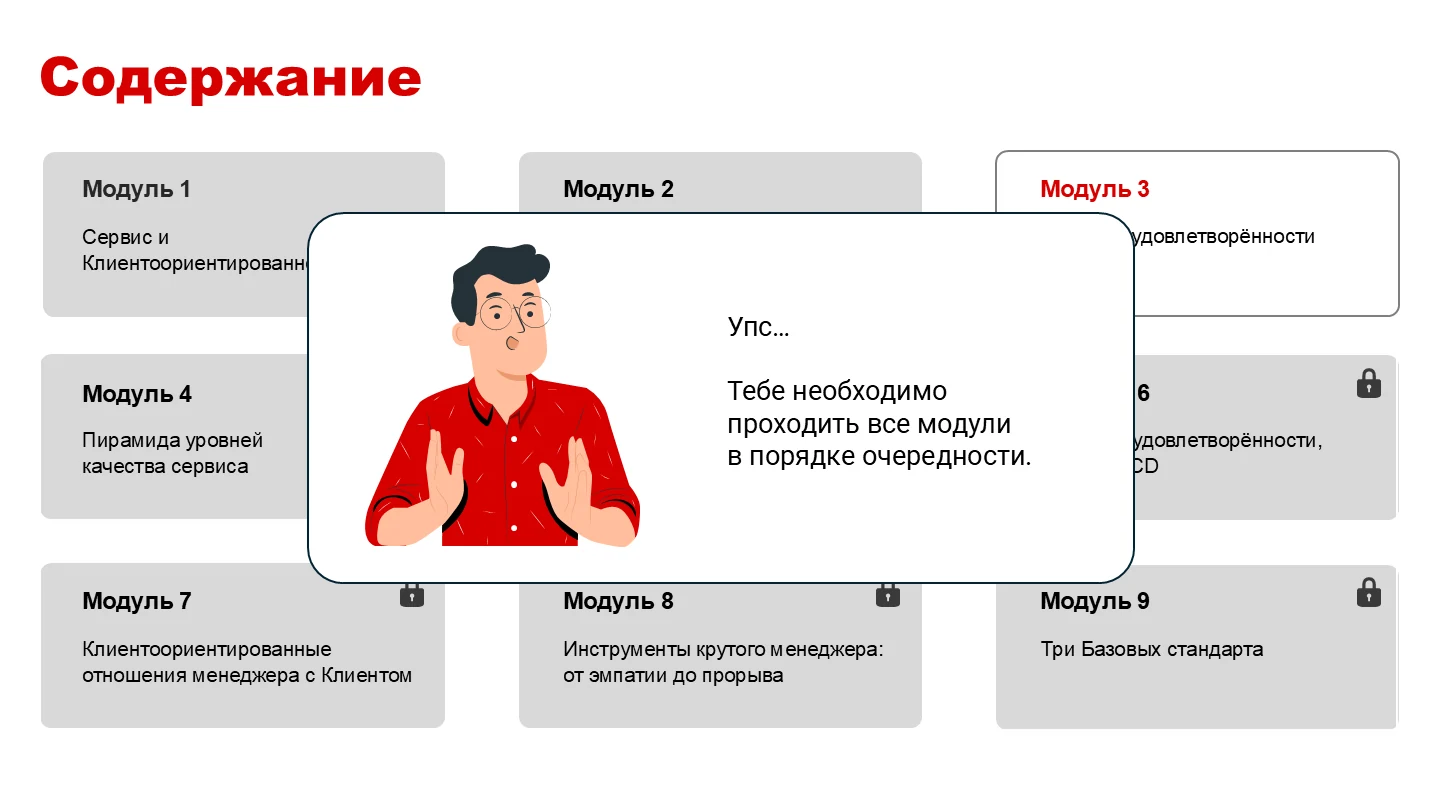 Содержание
Модуль 1
Сервис и
Модуль 2
Модуль 3
удовлетворённости
Упс...
Тебе необходимо
проходить все модули
в порядке очередности.
Модуль 4
Пирамида уровней
качества сервиса
6
удовлетворённости,
CD
Модуль 7
Клиентоориентированные
отношения менеджера с Клиентом
Модуль 8
Инструменты крутого менеджера:
от эмпатии до прорыва
Модуль 9
Три Базовых стандарта